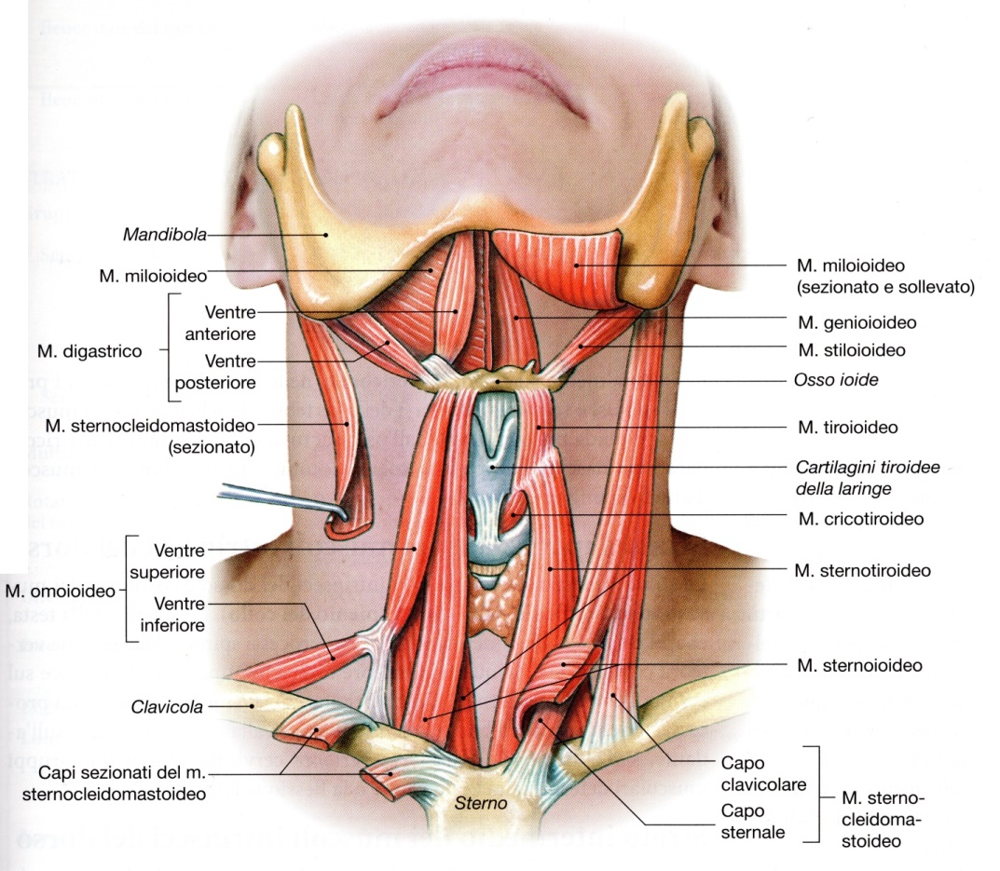 Mandibola
M. miloioideo
Ventre
anteriore
M. digastrico
Ventre
posteriore
M. sternocleidomastoideo
(sezionato)
Ventre
superiore
M. omoioideo
Ventre
inferiore
Clavicola
Capi sezionati del m.
sternocleidomastoideo
Sterno
M. miloioideo
(sezionato e sollevato)
M. genioioideo
M. stiloioideo
Osso ioide
M. tiroioideo
Cartilagini tiroidee
della laringe
M. cricotiroideo
M. sternotiroideo
M. sternoioideo
Capo
clavicolare
Capo
sternale
M. sterno-
cleidoma-
stoideo